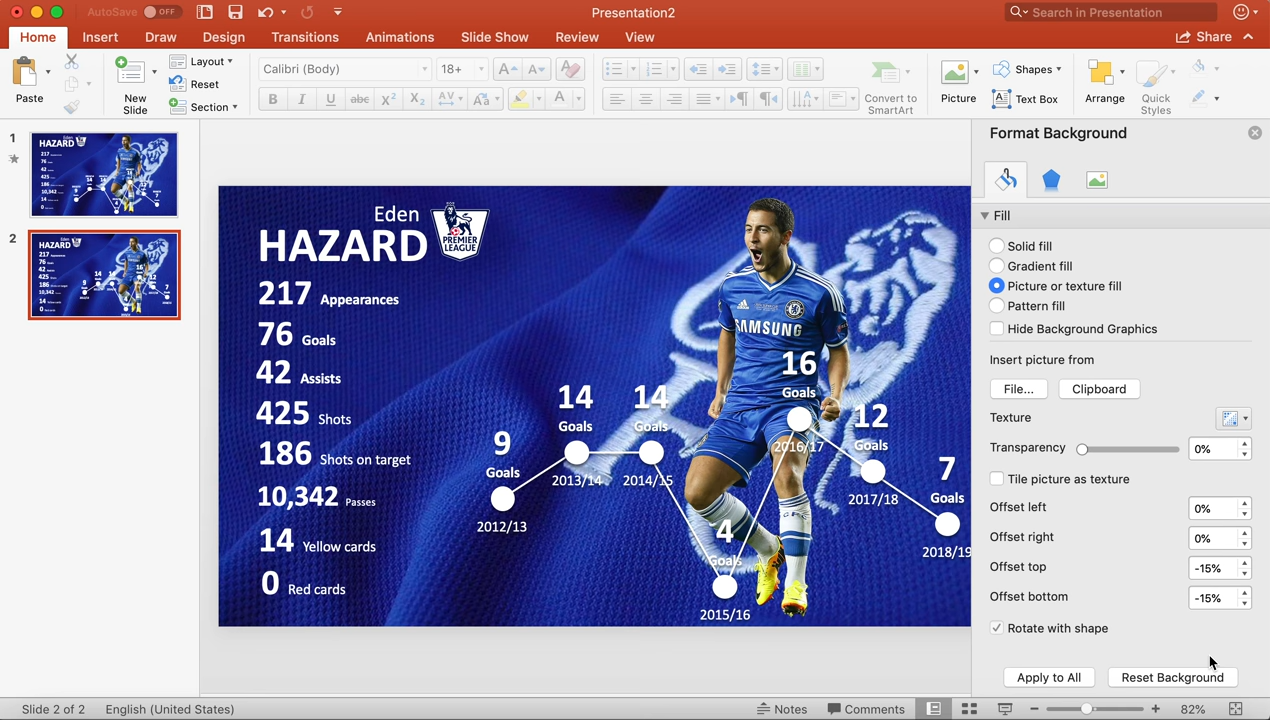 AutoSave OFF
Presentation2
Search in Presentation
Home Insert Draw Design Transitions Animations Slide Show Review View
Share
Paste
New Slide
Layout
Reset
Section
Calibri (Body)
18+
B I U abc X² X₂ AV Aa A
Convert to SmartArt
Picture
Shapes
Text Box
Arrange
Quick Styles
1
2
Eden
HAZARD
PREMIER LEAGUE
217 Appearances
76 Goals
42 Assists
425 Shots
186 Shots on target
10,342 Passes
14 Yellow cards
0 Red cards
SAMSUNG
9 Goals
2012/13
14 Goals
2013/14
14 Goals
2014/15
4 Goals
2015/16
16 Goals
2016/17
12 Goals
2017/18
7 Goals
2018/19
Format Background
Fill
Solid fill
Gradient fill
Picture or texture fill
Pattern fill
Hide Background Graphics
Insert picture from
File... Clipboard
Texture
Transparency 0%
Tile picture as texture
Offset left 0%
Offset right 0%
Offset top -15%
Offset bottom -15%
Rotate with shape
Apply to All Reset Background
Slide 2 of 2 English (United States) Notes Comments 82%